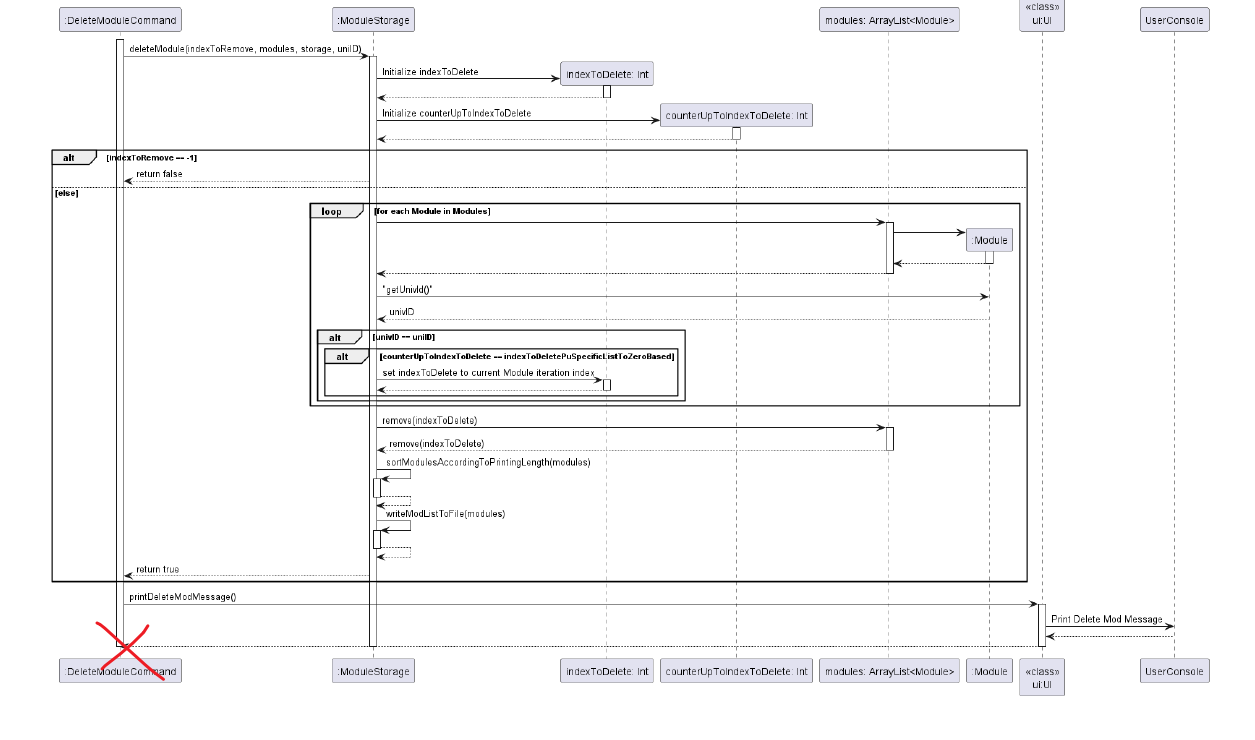 :DeleteModuleCommand
:ModuleStorage
modules: ArrayList<Module>
«class»
ui:UI
UserConsole
deleteModule(indexToRemove, modules, storage, uniID)
Initialize indexToDelete
indexToDelete: Int
Initialize counterUpToIndexToDelete
counterUpToIndexToDelete: Int
alt [indexToRemove == -1]
return false
[else]
loop [for each Module in Modules]
:Module
"getUnivId()"
univID
alt [univID == uniID]
alt [counterUpToIndexToDelete == indexToDeletePuSpecificListToZeroBased]
set indexToDelete to current Module iteration index
remove(indexToDelete)
remove(indexToDelete)
sortModulesAccordingToPrintingLength(modules)
writeModListToFile(modules)
return true
printDeleteModMessage()
Print Delete Mod Message
:DeleteModuleCommand
:ModuleStorage
indexToDelete: Int
counterUpToIndexToDelete: Int
modules: ArrayList<Module>
:Module
«class»
ui:UI
UserConsole